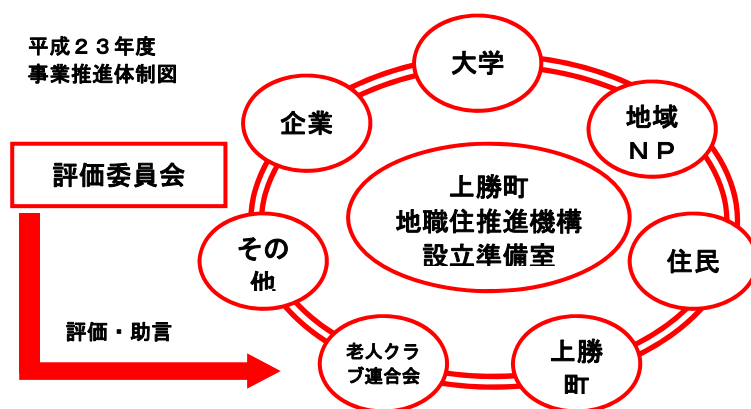 平成２３年度
事業推進体制図
大学
企業
地域
ＮＰ
評価委員会
上勝町
地職住推進機構
設立準備室
その
他
住民
評価・助言
老人クラ
ブ連合会
上勝
町